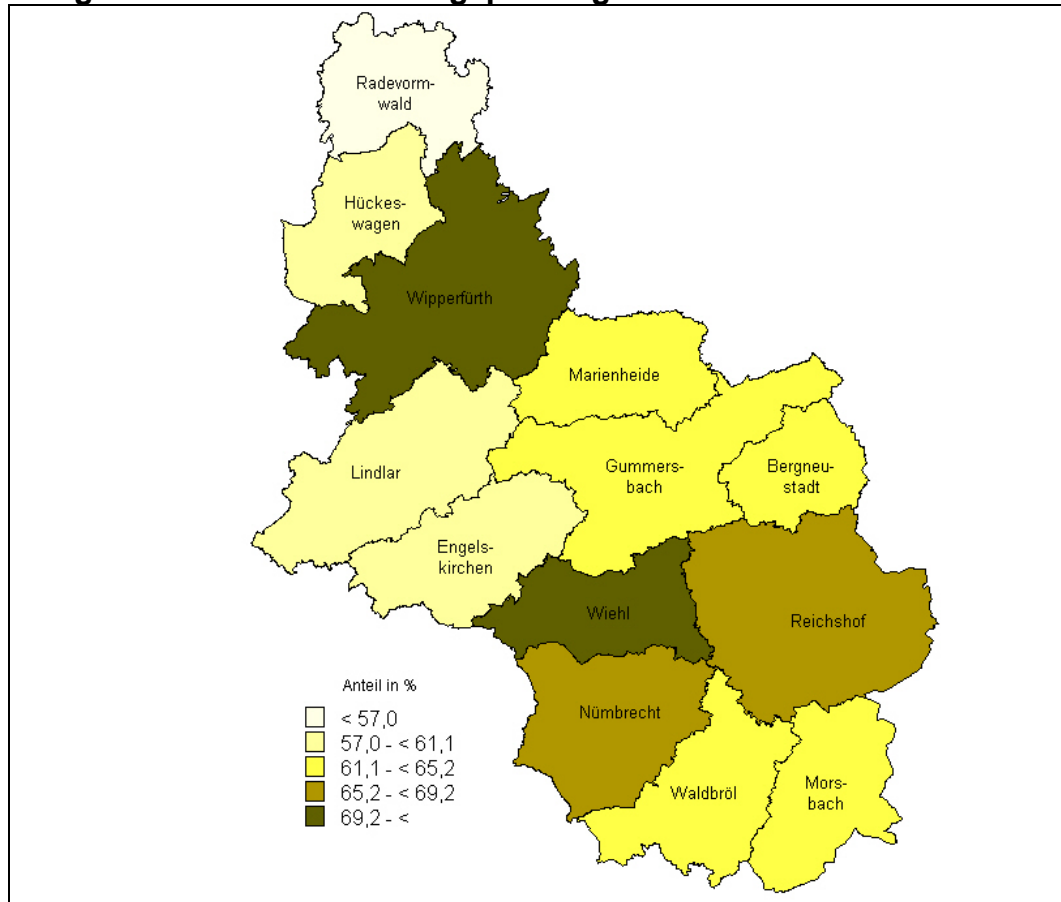 Radevorm-
wald
Hückes-
wagen
Wipperfürth
Marienheide
Lindlar
Gummers-
bach
Bergneu-
stadt
Engels-
kirchen
Wiehl
Reichshof
Nümbrecht
Waldbröl
Mors-
bach
Anteil in %
< 57,0
57,0 - < 61,1
61,1 - < 65,2
65,2 - < 69,2
69,2 - <